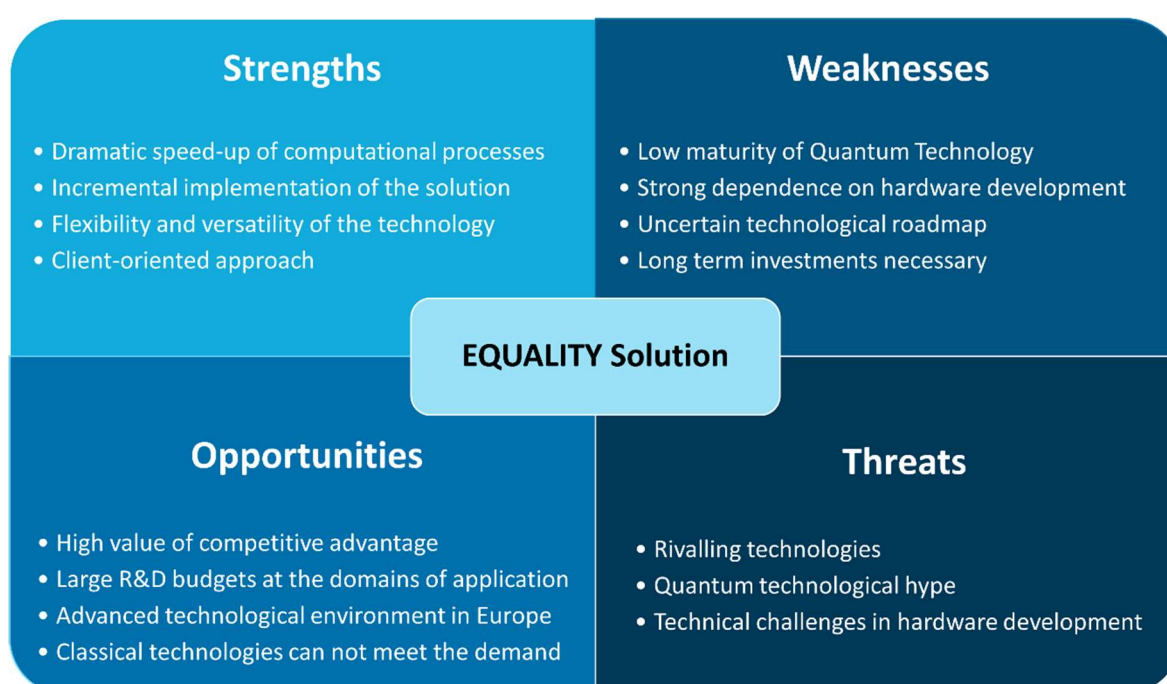 Strengths
• Dramatic speed-up of computational processes
• Incremental implementation of the solution
• Flexibility and versatility of the technology
• Client-oriented approach
Weaknesses
• Low maturity of Quantum Technology
• Strong dependence on hardware development
• Uncertain technological roadmap
• Long term investments necessary
EQUALITY Solution
Opportunities
• High value of competitive advantage
• Large R&D budgets at the domains of application
• Advanced technological environment in Europe
• Classical technologies can not meet the demand
Threats
• Rivalling technologies
• Quantum technological hype
• Technical challenges in hardware development